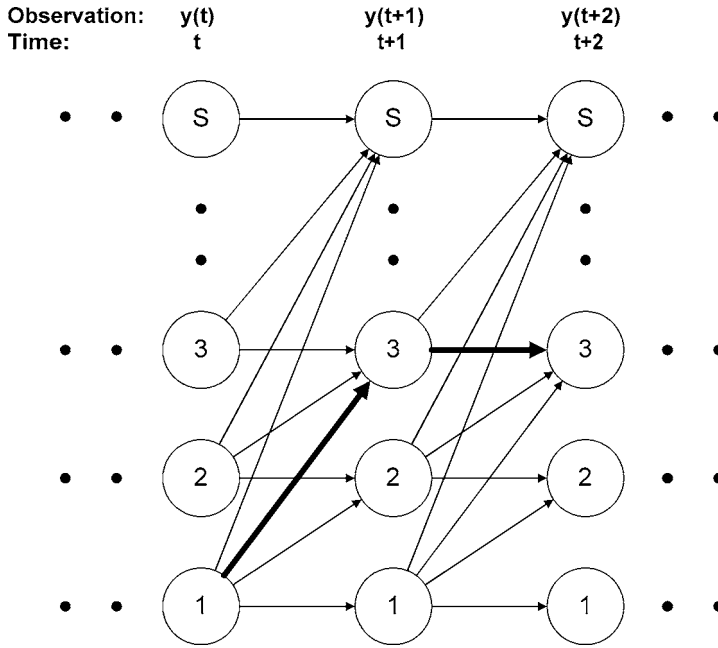 Observation: y(t) y(t+1) y(t+2)
Time: t t+1 t+2
S S S
3 3 3
2 2 2
1 1 1